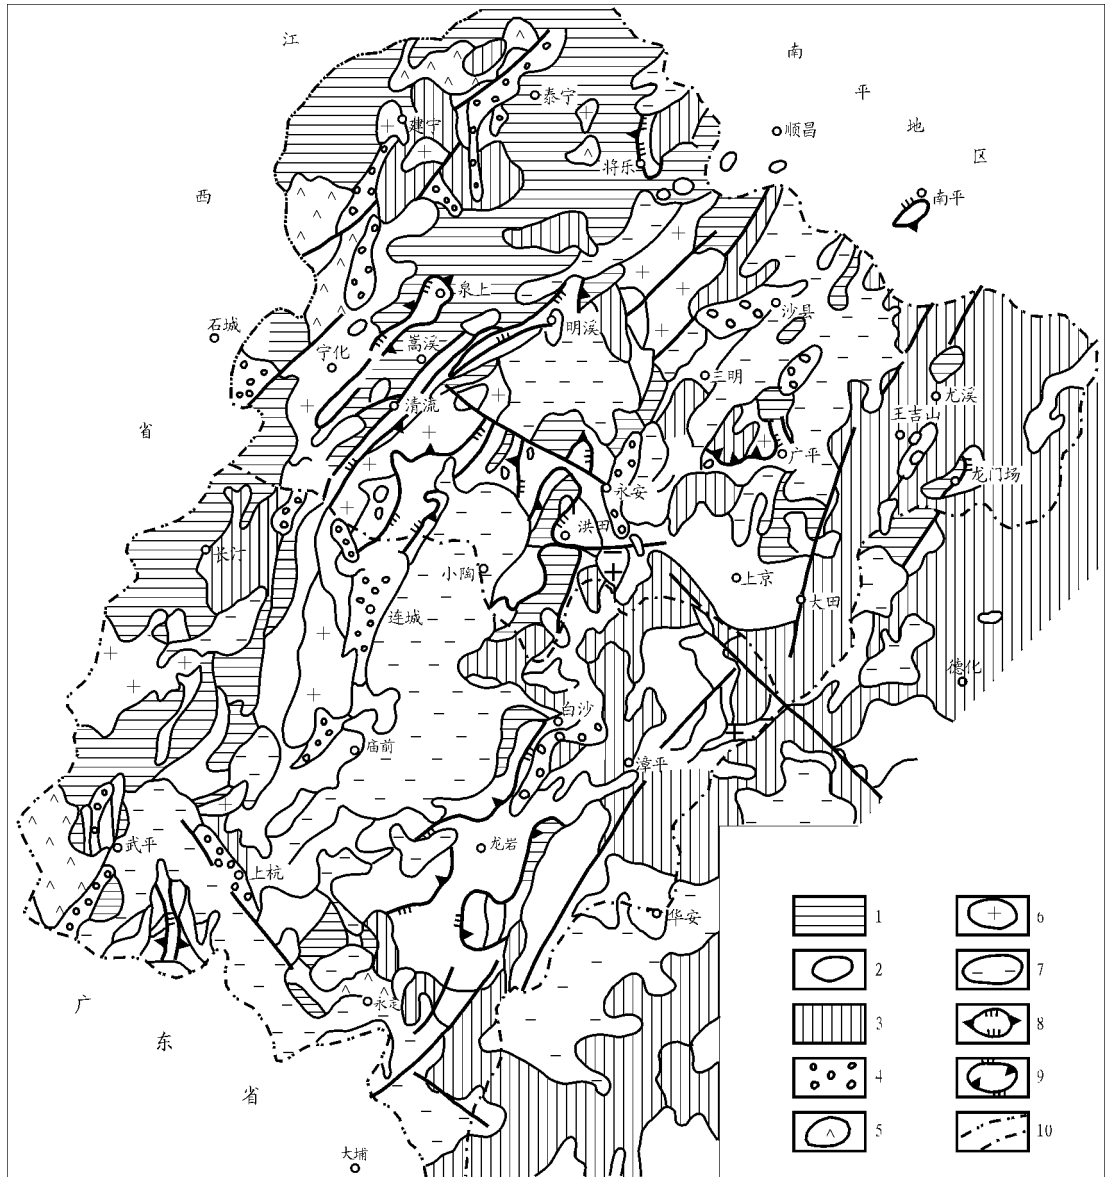 江
南
平
地
区
西
省
泰宁
建宁
顺昌
将乐
南平
泉上
石城
明溪
沙县
宁化
嵩溪
三明
尤溪
清流
王吉山
广平
龙门场
永安
洪田
长汀
小陶
上京
大田
连城
德化
白沙
庙前
漳平
武平
龙岩
上杭
华安
永定
广
东
省
大埔
1
2
3
4
5
6
7
8
9
10